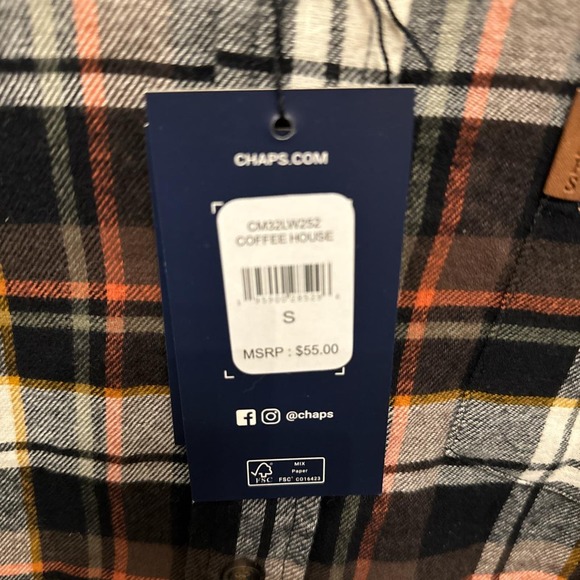 CHAPS.COM
CM32LW2S2
COFFEE HOUSE
S
MSRP : $55.00
@chaps
FSC
MIX
Paper
FSC® C016423